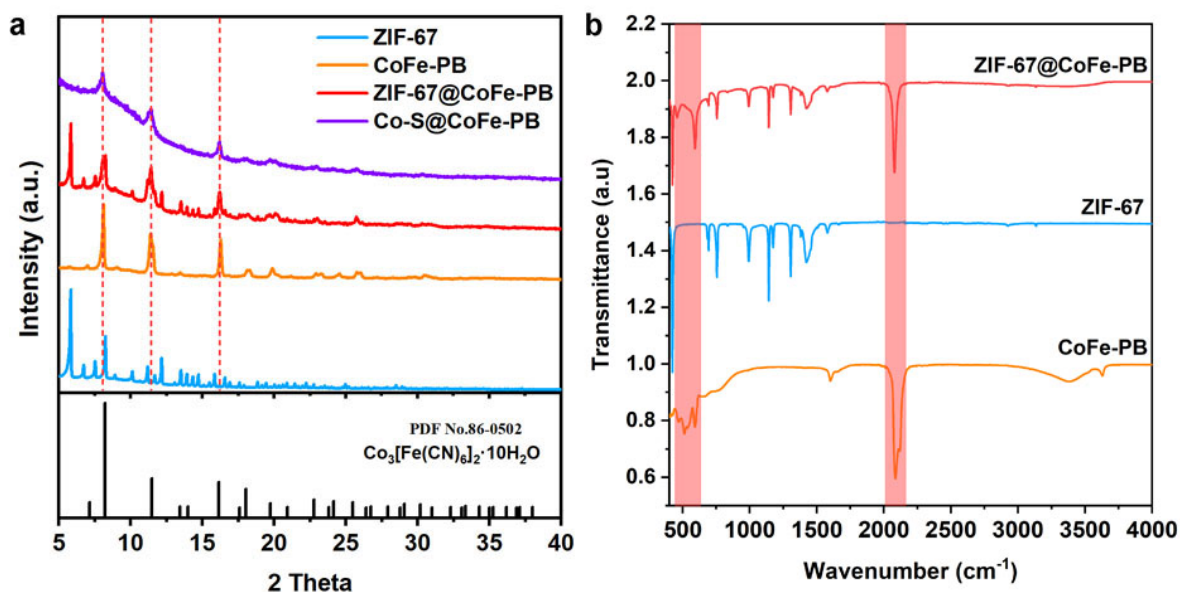 a
ZIF-67
CoFe-PB
ZIF-67@CoFe-PB
Co-S@CoFe-PB
Intensity (a.u.)
PDF No.86-0502
Co₃[Fe(CN)₆]₂·10H₂O
5 10 15 20 25 30 35 40
2 Theta
b
2.2
2.0
1.8
1.6
1.4
1.2
1.0
0.8
0.6
Transmittance (a.u)
ZIF-67@CoFe-PB
ZIF-67
CoFe-PB
500 1000 1500 2000 2500 3000 3500 4000
Wavenumber (cm⁻¹)